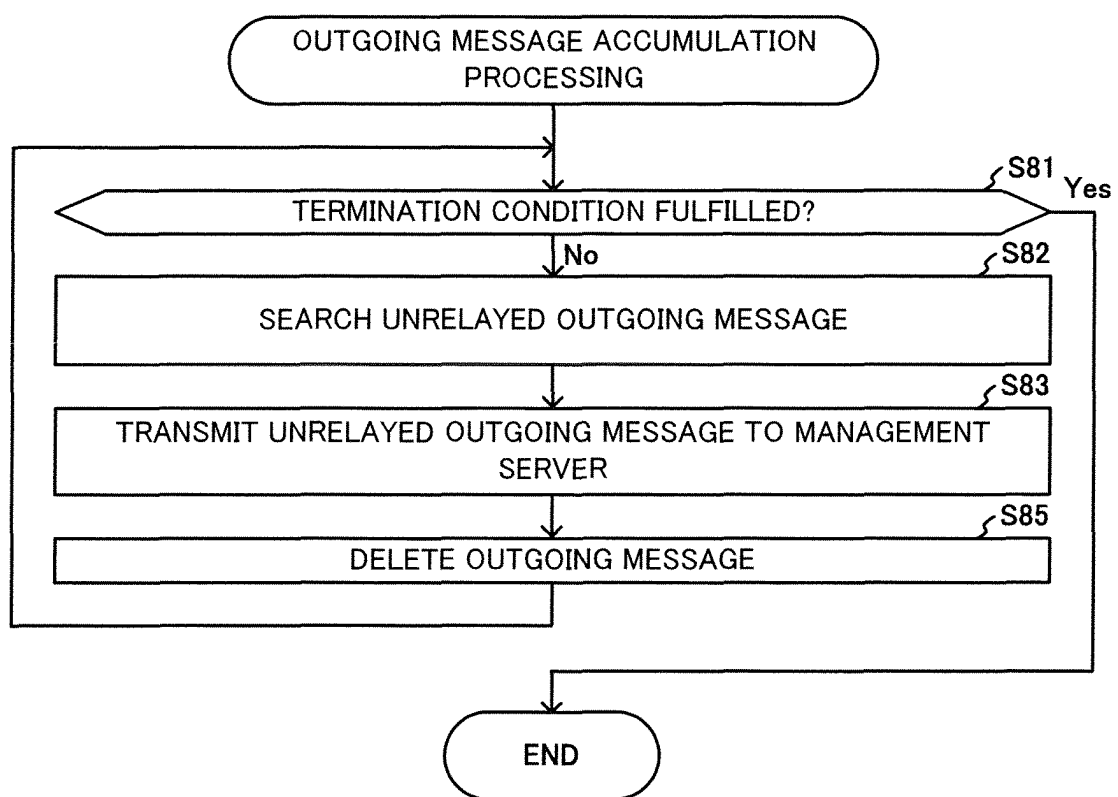 OUTGOING MESSAGE ACCUMULATION
PROCESSING
S81
Yes
TERMINATION CONDITION FULFILLED?
No
S82
SEARCH UNRELAYED OUTGOING MESSAGE
S83
TRANSMIT UNRELAYED OUTGOING MESSAGE TO MANAGEMENT
SERVER
S85
DELETE OUTGOING MESSAGE
END